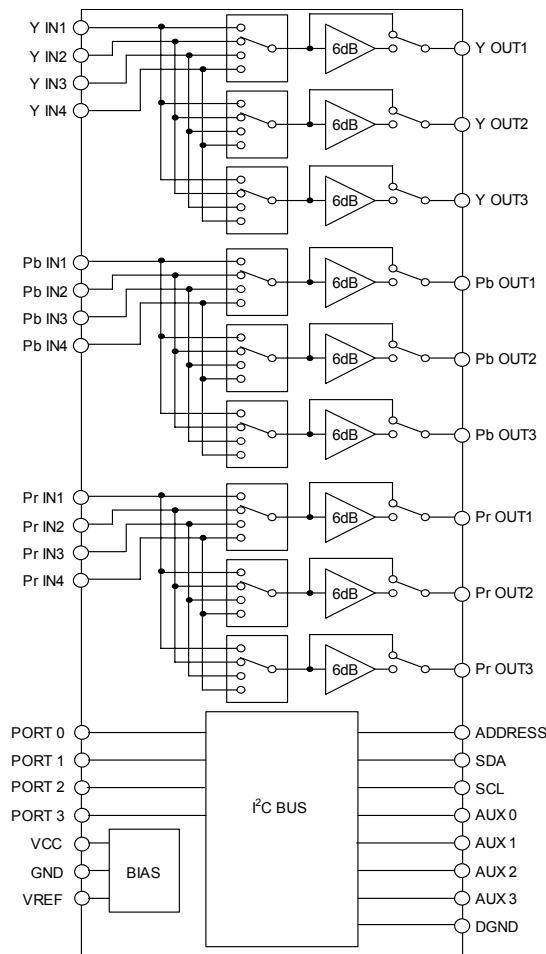 Y IN1
Y IN2
Y IN3
Y IN4
6dB
Y OUT1
6dB
Y OUT2
6dB
Y OUT3
Pb IN1
Pb IN2
Pb IN3
Pb IN4
6dB
Pb OUT1
6dB
Pb OUT2
6dB
Pb OUT3
Pr IN1
Pr IN2
Pr IN3
Pr IN4
6dB
Pr OUT1
6dB
Pr OUT2
6dB
Pr OUT3
PORT 0
PORT 1
PORT 2
PORT 3
VCC
GND
VREF
BIAS
I²C BUS
ADDRESS
SDA
SCL
AUX 0
AUX 1
AUX 2
AUX 3
DGND